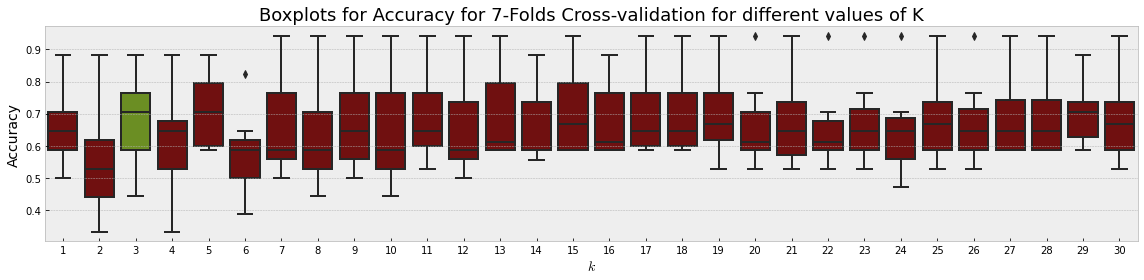 Boxplots for Accuracy for 7-Folds Cross-validation for different values of K
Accuracy
0.9
0.8
0.7
0.6
0.5
0.4
1 2 3 4 5 6 7 8 9 10 11 12 13 14 15 16 17 18 19 20 21 22 23 24 25 26 27 28 29 30
k